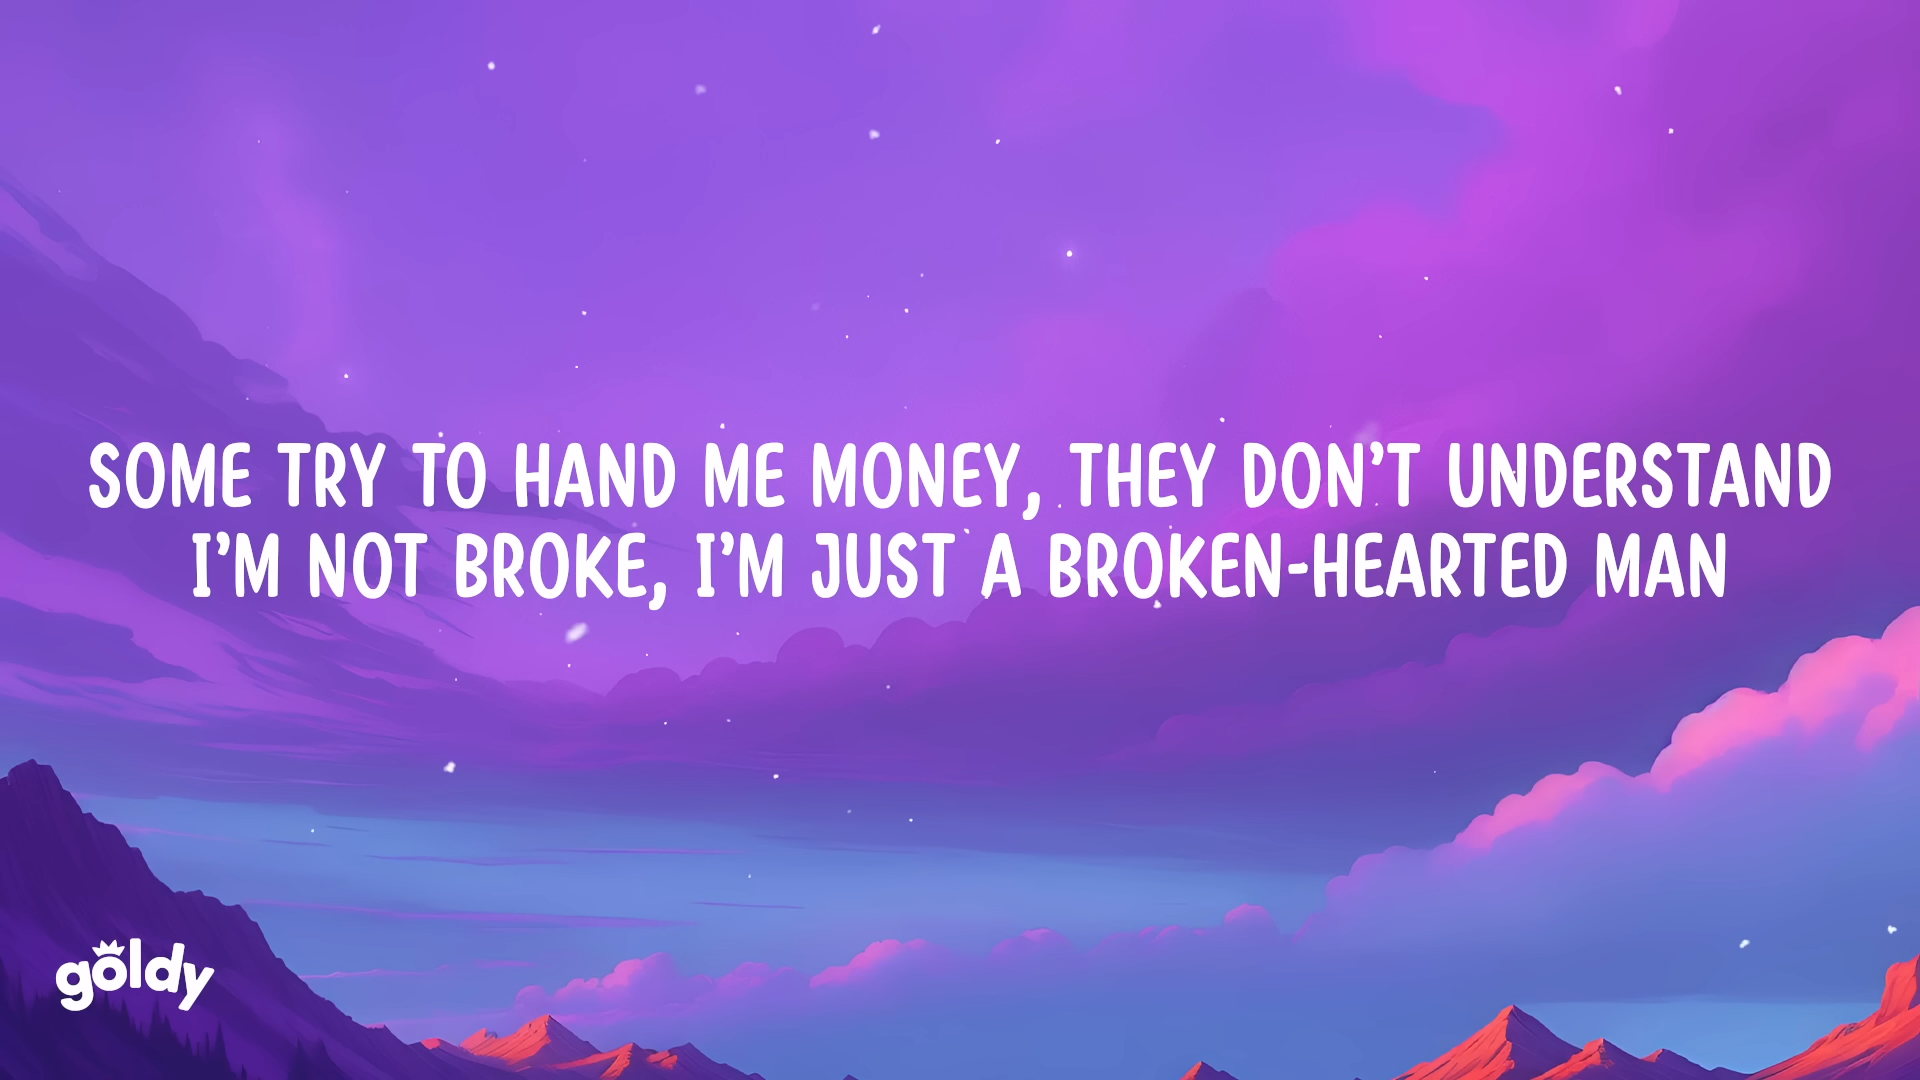 SOME TRY TO HAND ME MONEY, THEY DON'T UNDERSTAND
I'M NOT BROKE, I'M JUST A BROKEN-HEARTED MAN
goldy